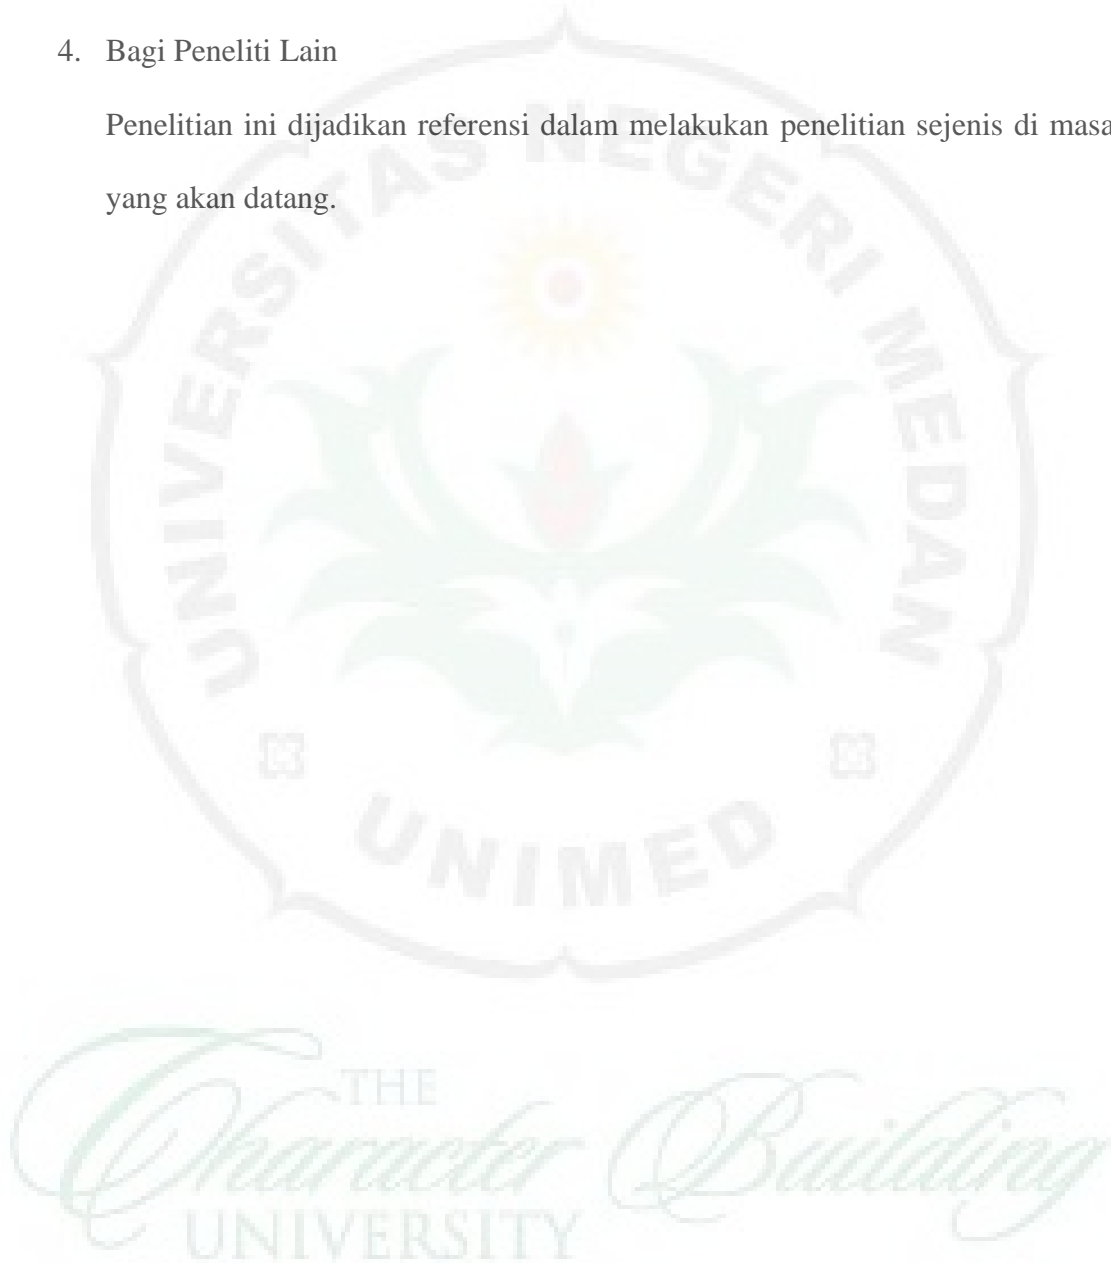 4. Bagi Peneliti Lain
Penelitian ini dijadikan referensi dalam melakukan penelitian sejenis di masa
yang akan datang.
UNIVERSITAS NEGERI MEDAN
UNIMED
THE
Character Building
UNIVERSITY